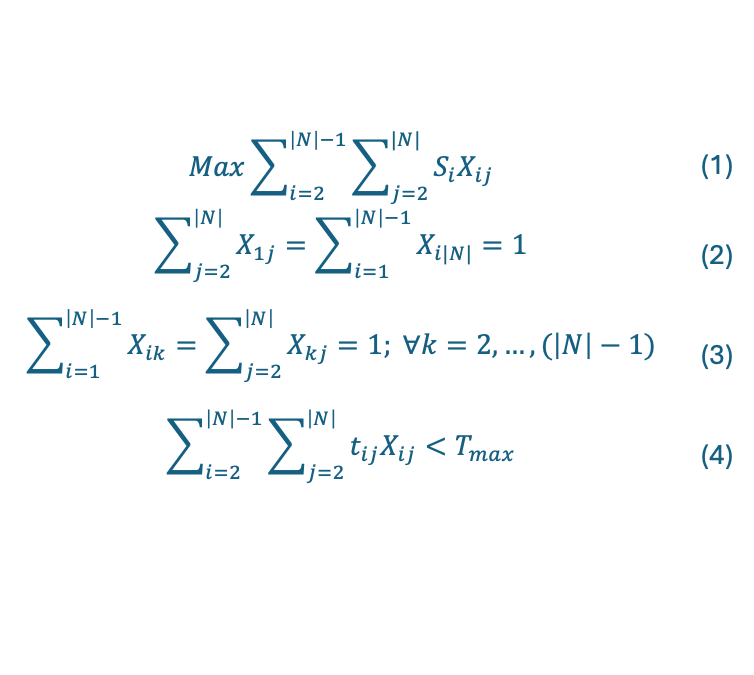 Max ∑_{i=2}^{|N|−1} ∑_{j=2}^{|N|} S_i X_{ij} (1)
∑_{j=2}^{|N|} X_{1j} = ∑_{i=1}^{|N|−1} X_{i|N|} = 1 (2)
∑_{i=1}^{|N|−1} X_{ik} = ∑_{j=2}^{|N|} X_{kj} = 1; ∀k = 2, … , (|N| − 1) (3)
∑_{i=2}^{|N|−1} ∑_{j=2}^{|N|} t_{ij} X_{ij} < T_{max} (4)